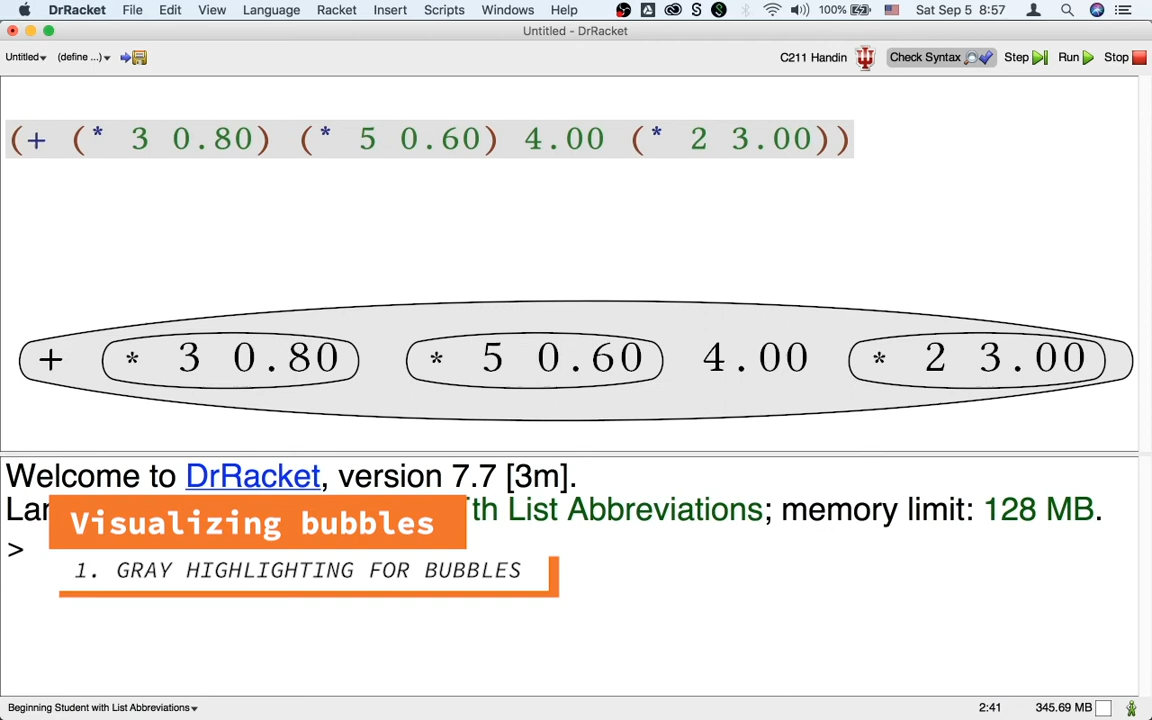 DrRacket File Edit View Language Racket Insert Scripts Windows Help 100% Sat Sep 5 8:57
Untitled - DrRacket
Untitled (define ...) C211 Handin Check Syntax Step Run Stop
(+ (* 3 0.80) (* 5 0.60) 4.00 (* 2 3.00))
+ * 3 0.80 * 5 0.60 4.00 * 2 3.00
Welcome to DrRacket, version 7.7 [3m].
Lan th List Abbreviations; memory limit: 128 MB.
Visualizing bubbles
>
1. GRAY HIGHLIGHTING FOR BUBBLES
Beginning Student with List Abbreviations 2:41 345.69 MB